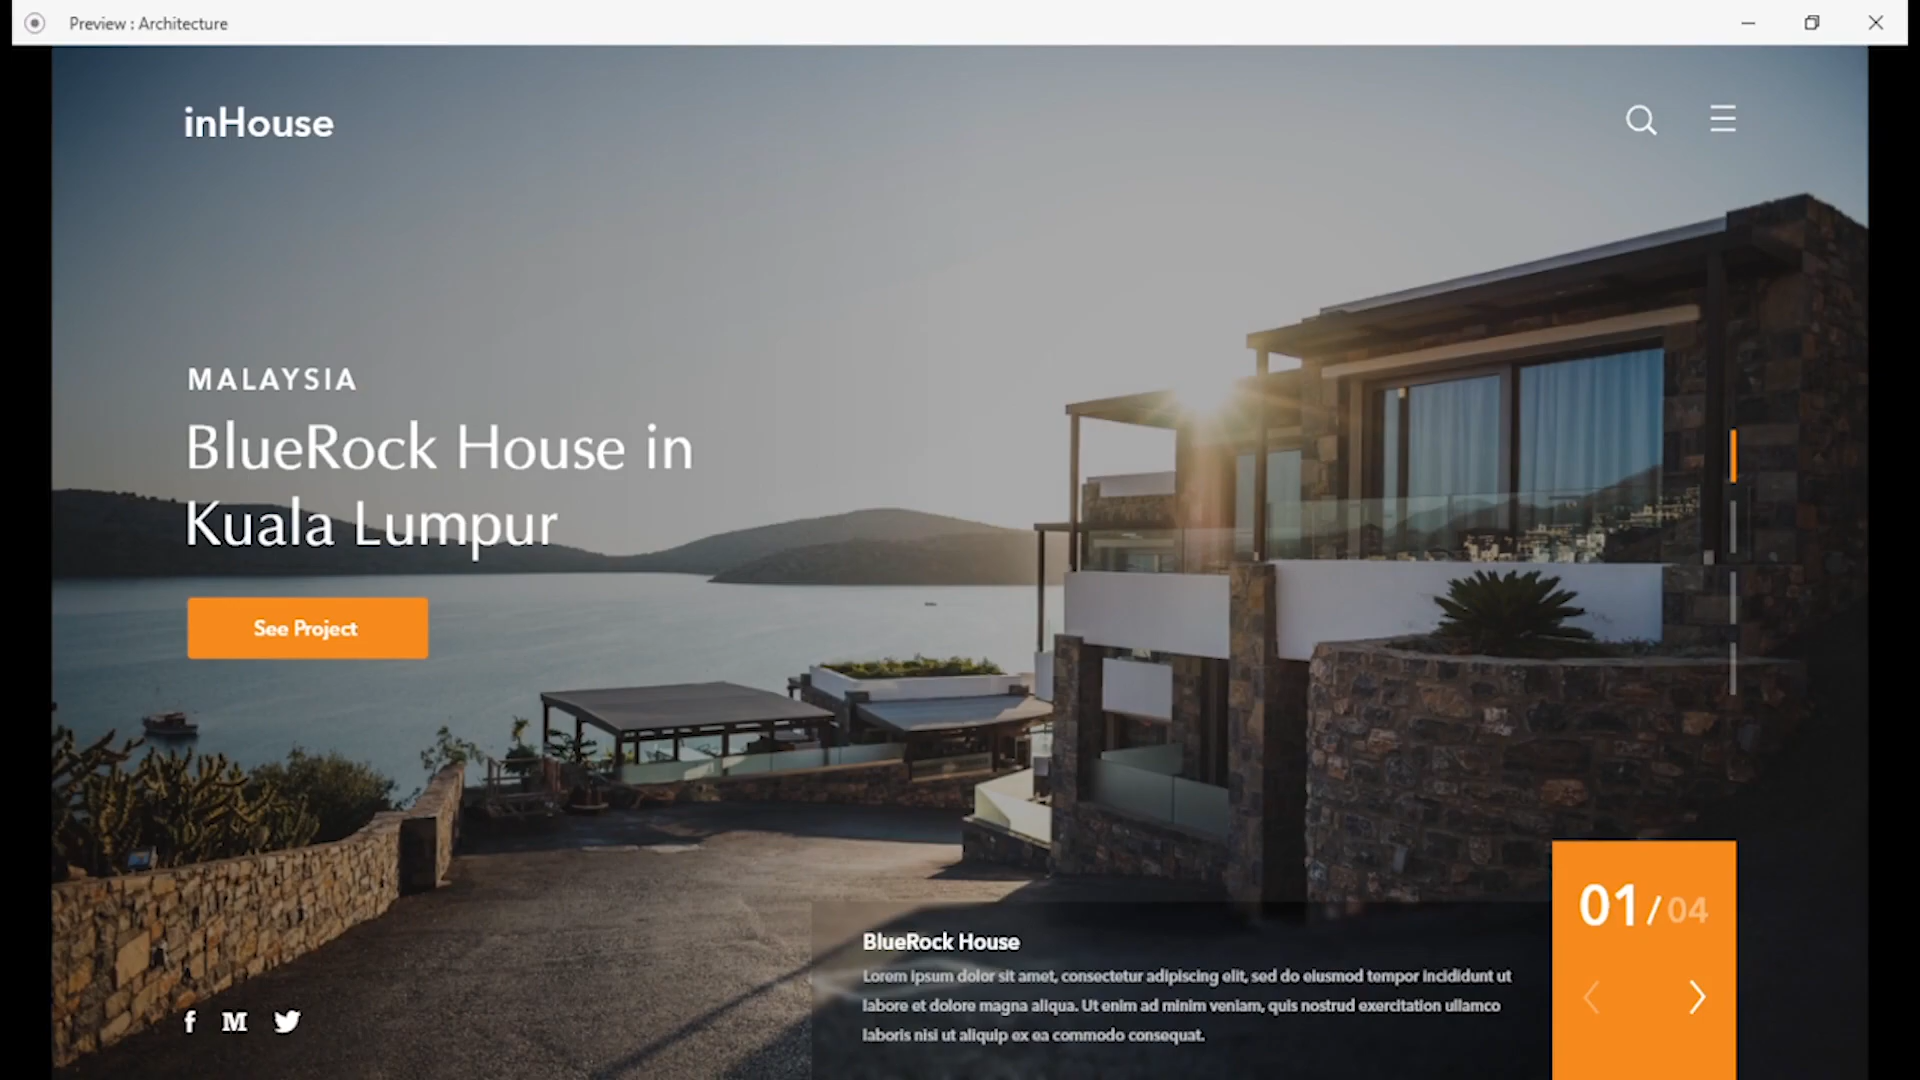 Preview : Architecture
inHouse
MALAYSIA
BlueRock House in
Kuala Lumpur
See Project
01 / 04
BlueRock House
Lorem ipsum dolor sit amet, consectetur adipiscing elit, sed do eiusmod tempor incididunt ut
labore et dolore magna aliqua. Ut enim ad minim veniam, quis nostrud exercitation ullamco
laboris nisi ut aliquip ex ea commodo consequat.
f M